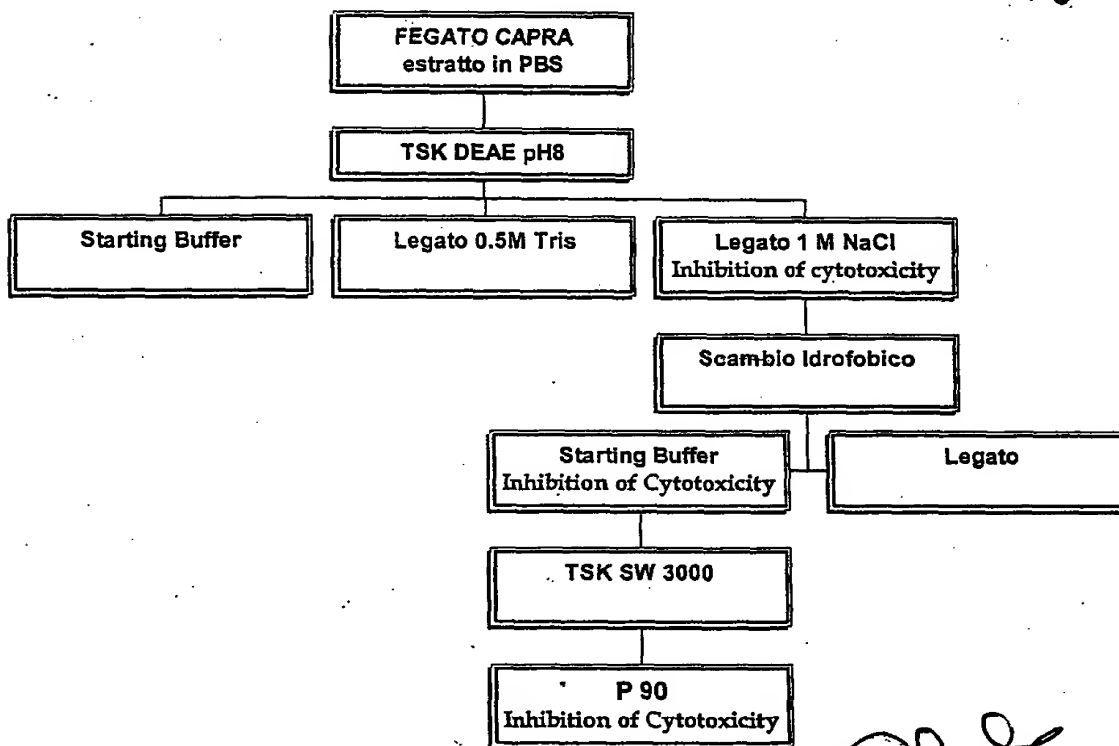 FEGATO CAPRA
estratto in PBS
TSK DEAE pH8
Starting Buffer
Legato 0.5M Tris
Legato 1 M NaCl
Inhibition of cytotoxicity
Scambio Idrofobico
Starting Buffer
Inhibition of Cytotoxicity
Legato
TSK SW 3000
P 90
Inhibition of Cytotoxicity